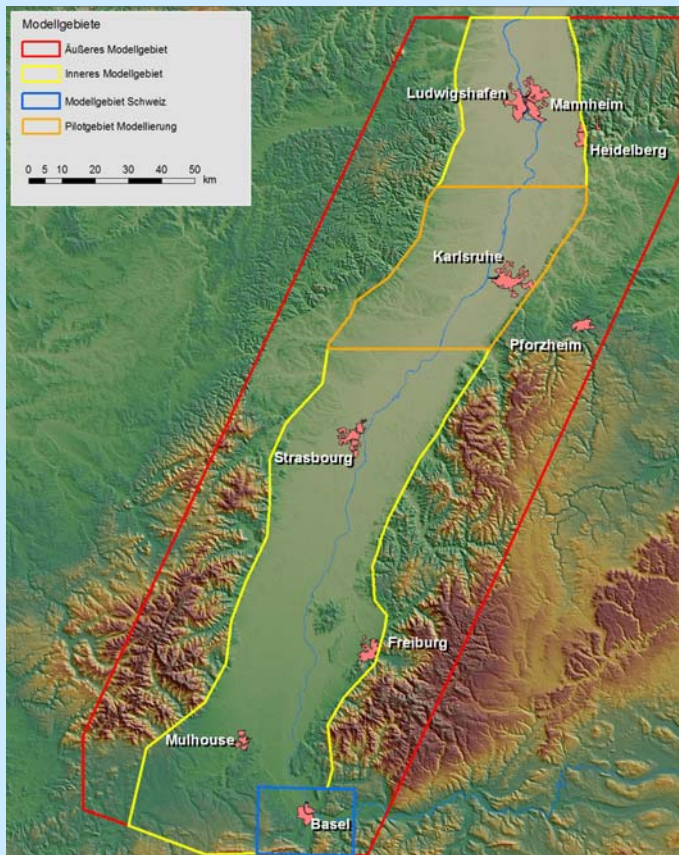 Modellgebiete
Äußeres Modellgebiet
Inneres Modellgebiet
Modellgebiet Schweiz
Pilotgebiet Modellierung
0 5 10 20 30 40 50
km
Ludwigshafen
Mannheim
Heidelberg
Karlsruhe
Pforzheim
Strasbourg
Freiburg
Mulhouse
Basel